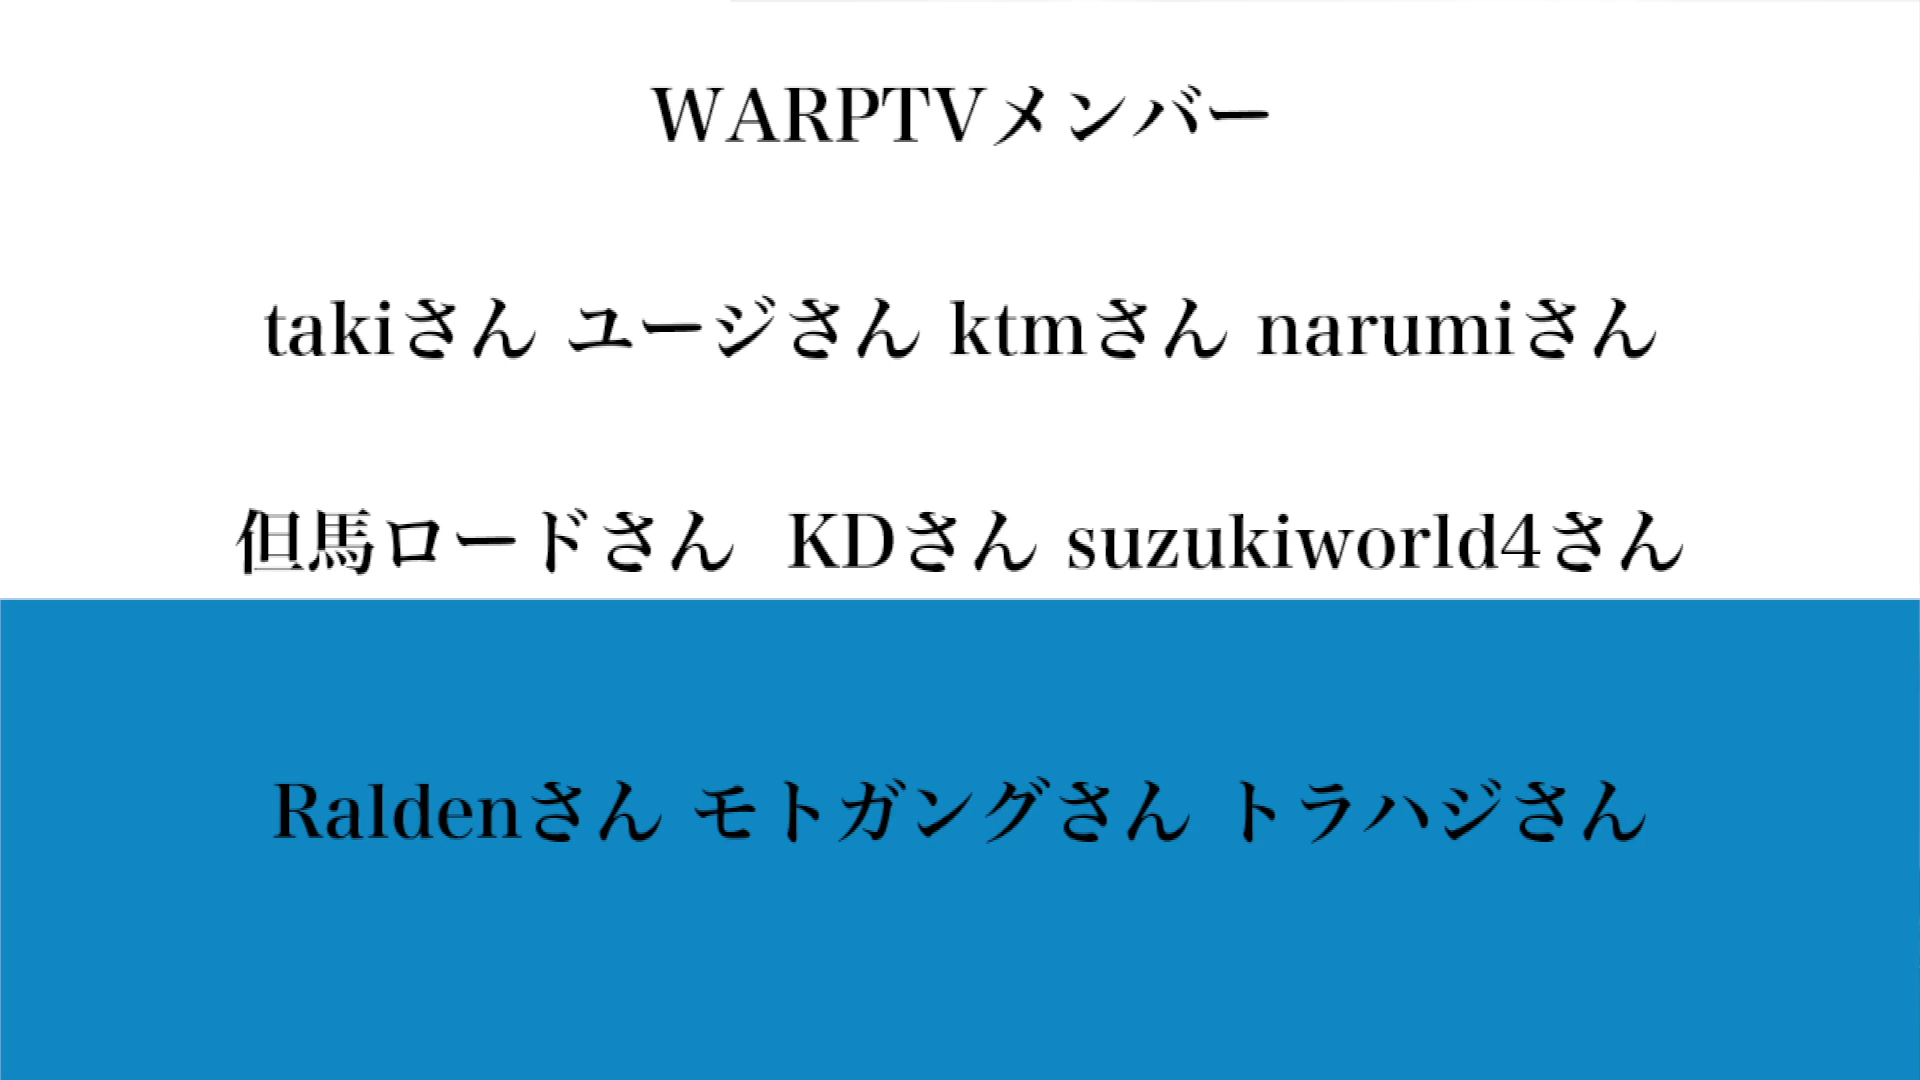 WARPTVメンバー
takiさん ユージさん ktmさん narumiさん
但馬ロードさん KDさん suzukiworld4さん
Raldenさん モトガングさん トラハジさん